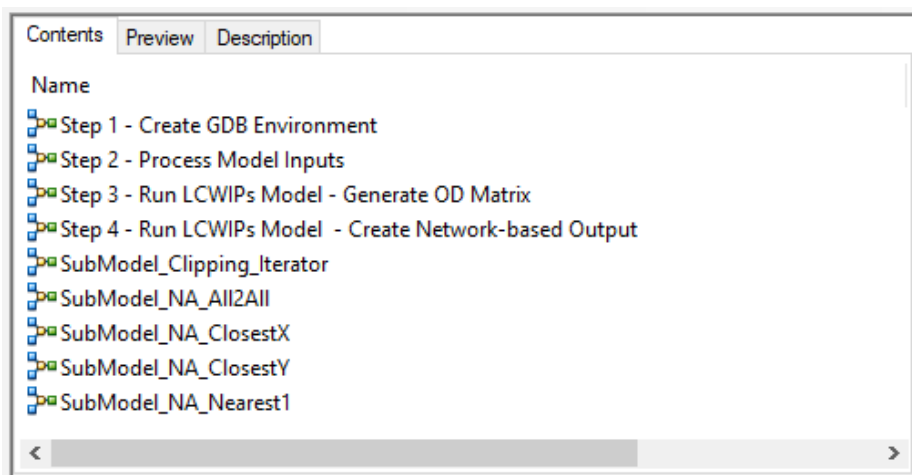 Contents Preview Description
Name
Step 1 - Create GDB Environment
Step 2 - Process Model Inputs
Step 3 - Run LCWIPs Model - Generate OD Matrix
Step 4 - Run LCWIPs Model  - Create Network-based Output
SubModel_Clipping_Iterator
SubModel_NA_All2All
SubModel_NA_ClosestX
SubModel_NA_ClosestY
SubModel_NA_Nearest1